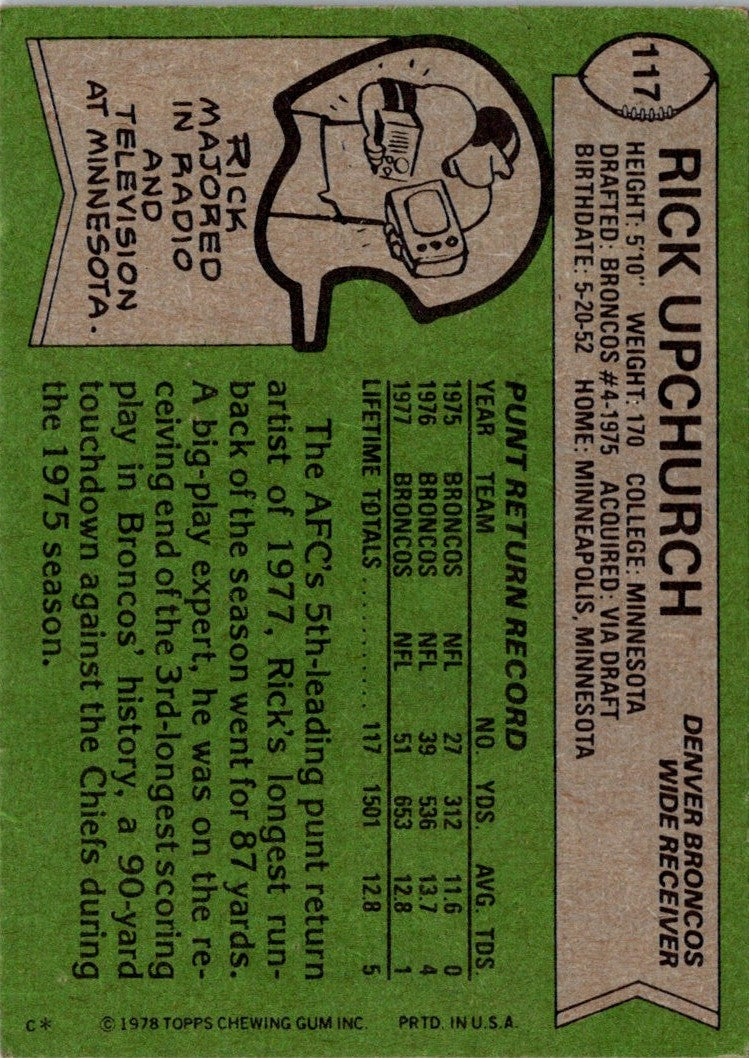 117
RICK UPCHURCH
DENVER BRONCOS
WIDE RECEIVER
HEIGHT: 5'10" WEIGHT: 170 COLLEGE: MINNESOTA
DRAFTED: BRONCOS #4-1975 ACQUIRED: VIA DRAFT
BIRTHDATE: 5-20-52 HOME: MINNEAPOLIS, MINNESOTA
RICK
MAJORED
IN RADIO
AND
TELEVISION
AT MINNESOTA.
PUNT RETURN RECORD
YEAR TEAM NO. YDS. AVG. TDS
1975 BRONCOS NFL 27 312 11.6 0
1976 BRONCOS NFL 39 536 13.7 4
1977 BRONCOS NFL 51 653 12.8 1
LIFETIME TOTALS............ 117 1501 12.8 5
The AFC's 5th-leading punt return
artist of 1977, Rick's longest run-
back of the season went for 87 yards.
A big-play expert, he was on the re-
ceiving end of the 3rd-longest scoring
play in Broncos' history, a 90-yard
touchdown against the Chiefs during
the 1975 season.
C* © 1978 TOPPS CHEWING GUM INC. PRTD. IN U.S.A.